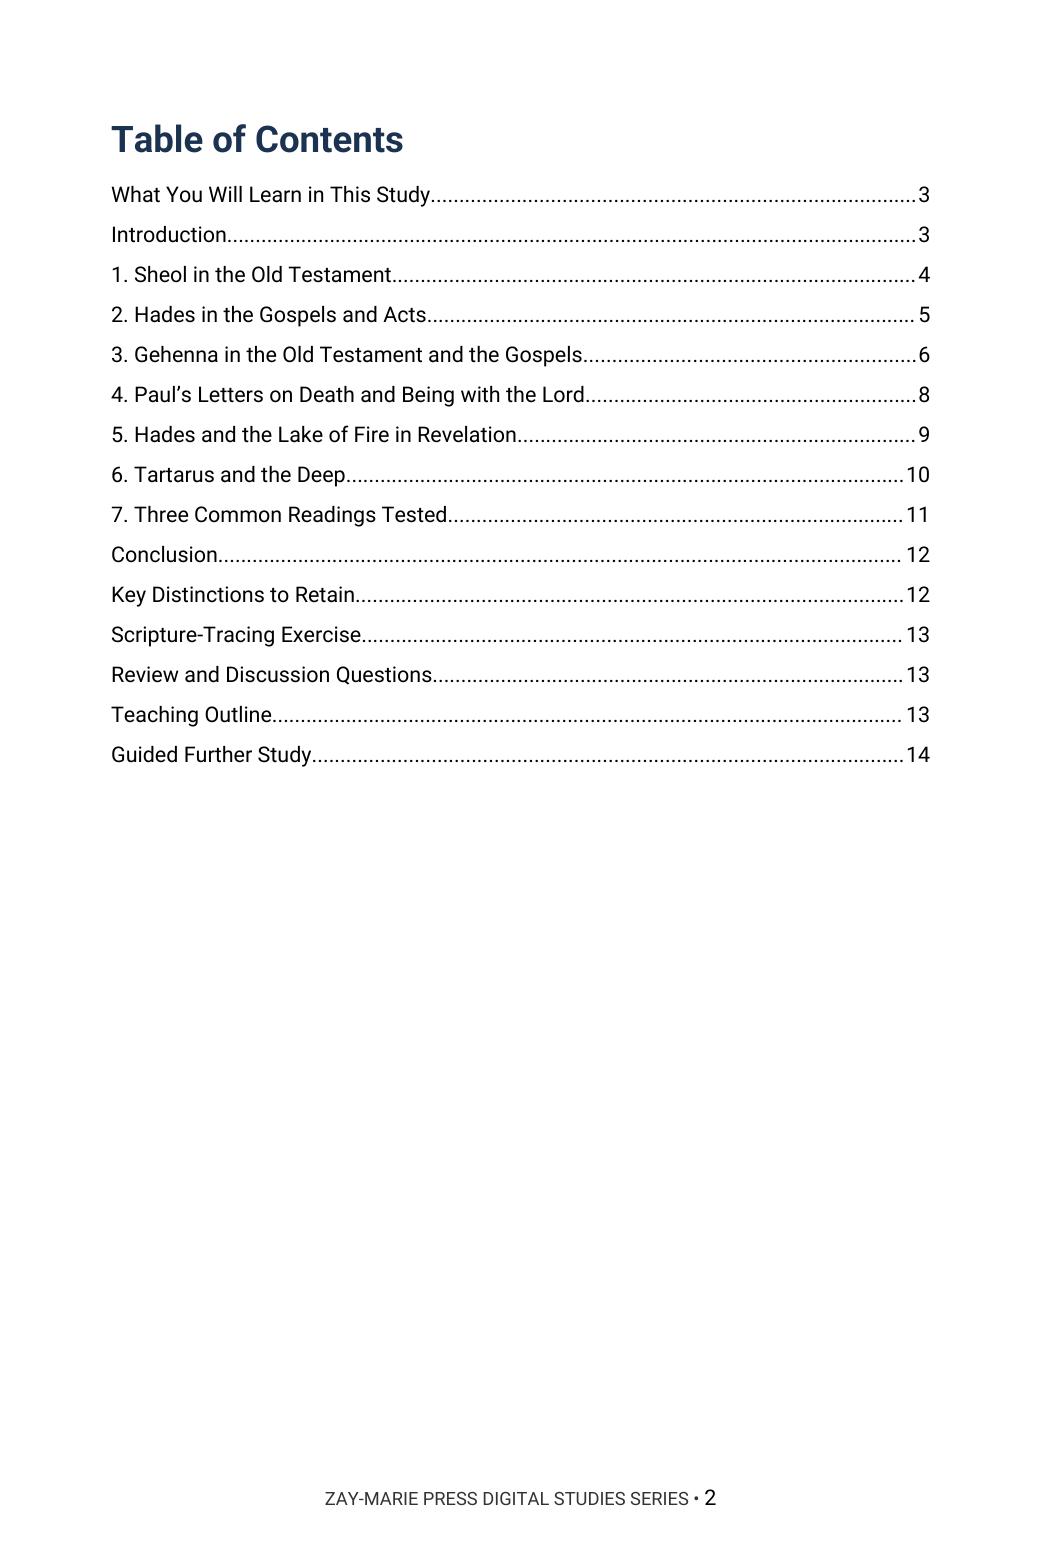 Table of Contents
What You Will Learn in This Study....................................................................................3
Introduction........................................................................................................................3
1. Sheol in the Old Testament...........................................................................................4
2. Hades in the Gospels and Acts..................................................................................... 5
3. Gehenna in the Old Testament and the Gospels..........................................................6
4. Paul’s Letters on Death and Being with the Lord.........................................................8
5. Hades and the Lake of Fire in Revelation.....................................................................9
6. Tartarus and the Deep.................................................................................................10
7. Three Common Readings Tested...............................................................................11
Conclusion....................................................................................................................... 12
Key Distinctions to Retain...............................................................................................12
Scripture-Tracing Exercise..............................................................................................13
Review and Discussion Questions..................................................................................13
Teaching Outline..............................................................................................................13
Guided Further Study.......................................................................................................14
ZAY-MARIE PRESS DIGITAL STUDIES SERIES • 2